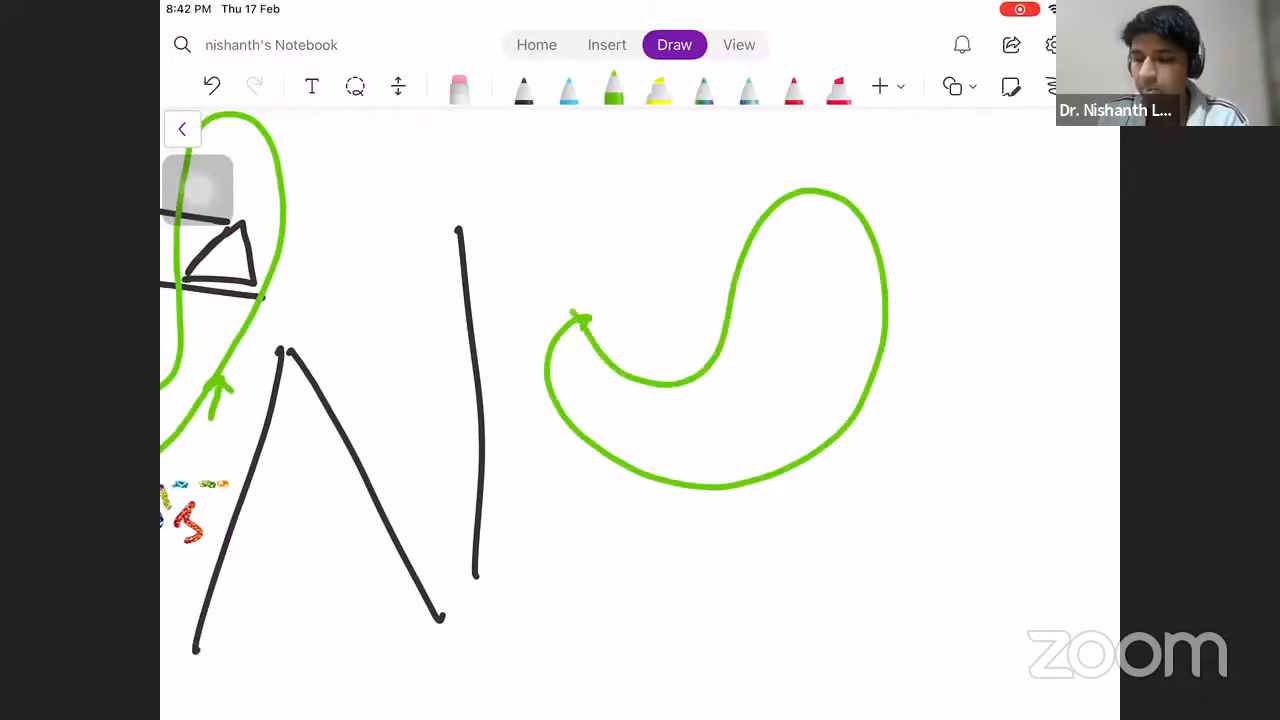 8:42 PM Thu 17 Feb
nishanth's Notebook Home Insert Draw View
T
Dr. Nishanth L...
zoom